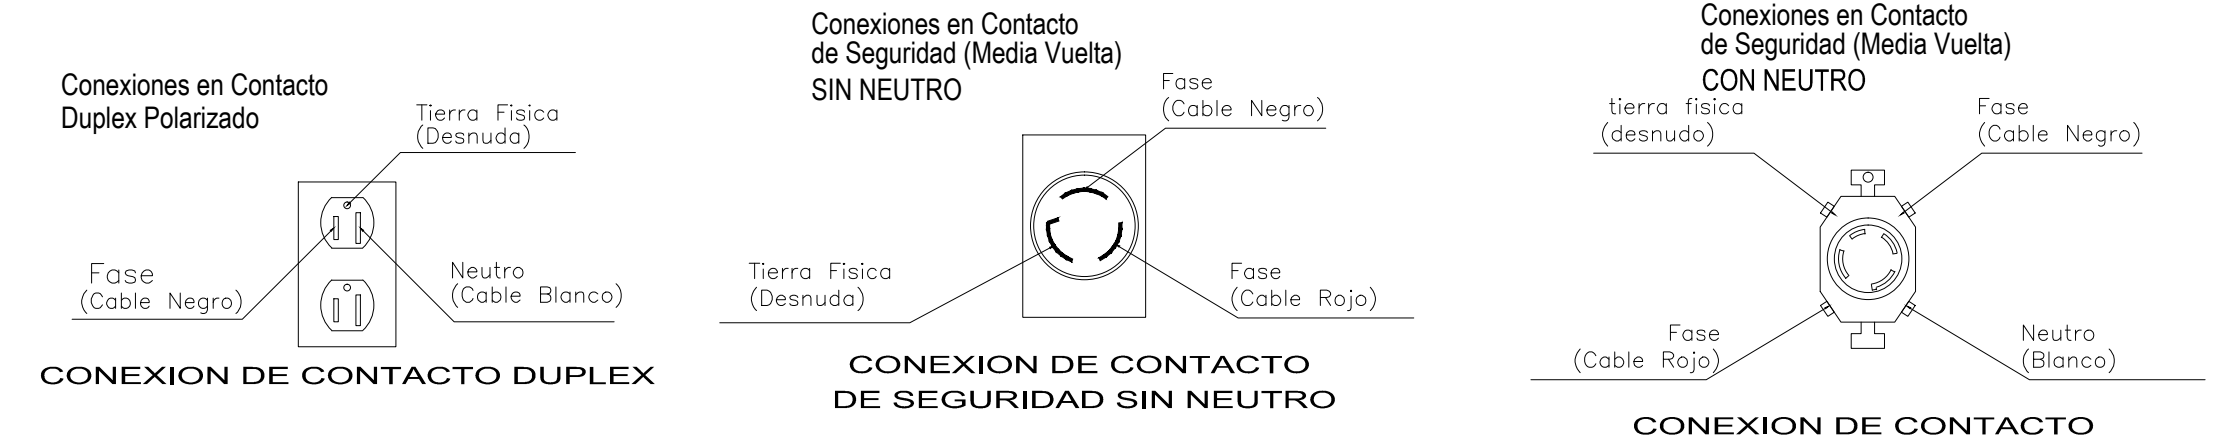 Conexiones en Contacto
Duplex Polarizado
Tierra Fisica
(Desnuda)
Fase
(Cable Negro)
Neutro
(Cable Blanco)
CONEXION DE CONTACTO DUPLEX
Conexiones en Contacto
de Seguridad (Media Vuelta)
SIN NEUTRO
Fase
(Cable Negro)
Tierra Fisica
(Desnuda)
Fase
(Cable Rojo)
CONEXION DE CONTACTO
DE SEGURIDAD SIN NEUTRO
Conexiones en Contacto
de Seguridad (Media Vuelta)
CON NEUTRO
tierra fisica
(desnudo)
Fase
(Cable Negro)
Fase
(Cable Rojo)
Neutro
(Blanco)
CONEXION DE CONTACTO